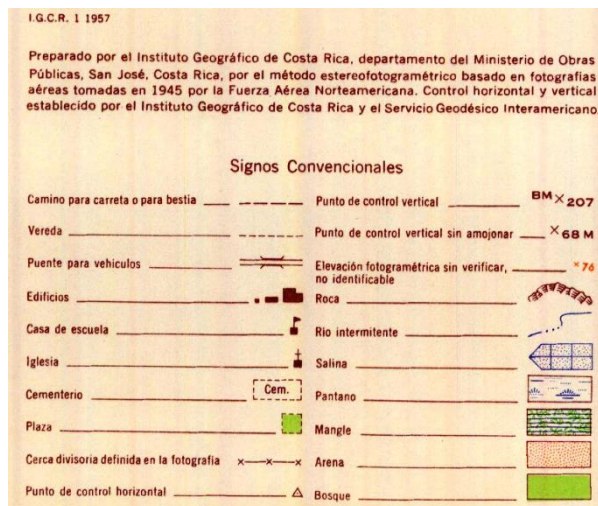 I.G.C.R. 1 1957
Preparado por el Instituto Geográfico de Costa Rica, departamento del Ministerio de Obras
Públicas, San José, Costa Rica, por el método estereofotogramétrico basado en fotografias
aéreas tomadas en 1945 por la Fuerza Aérea Norteamericana. Control horizontal y vertical
establecido por el Instituto Geográfico de Costa Rica y el Servicio Geodésico Interamericano
Signos Convencionales
Camino para carreta o para bestia
Vereda
Puente para vehiculos
Edificios
Casa de escuela
Iglesia
Cementerio Cem.
Plaza
Cerca divisoria definida en la fotografia
Punto de control horizontal
Punto de control vertical BM × 207
Punto de control vertical sin amojonar × 68 M
Elevación fotogramétrica sin verificar, × 76
no identificable
Roca
Rio intermitente
Salina
Pantano
Mangle
Arena
Bosque